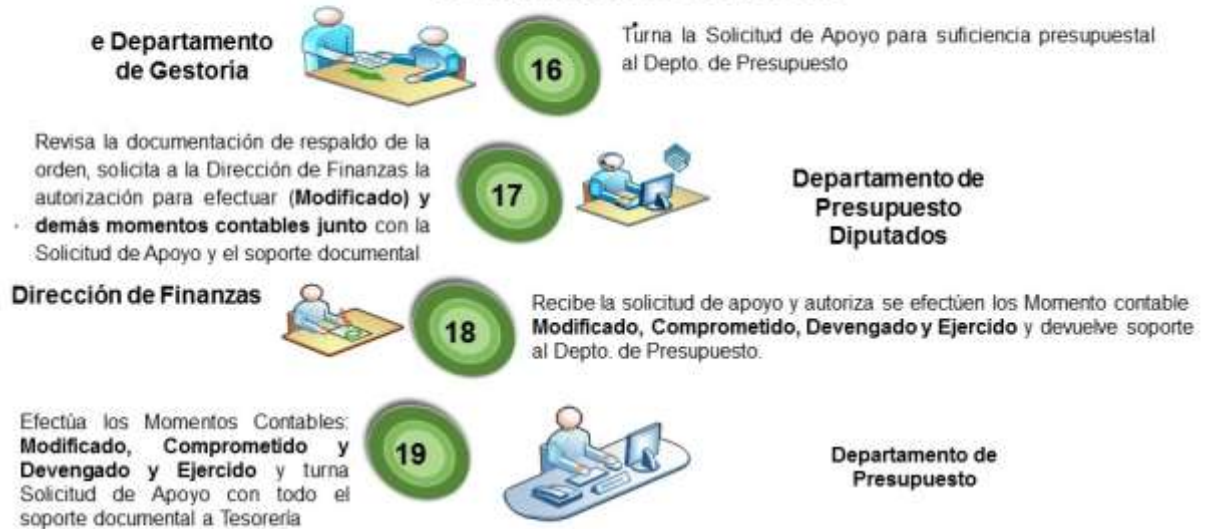 e Departamento
de Gestoría
16
Turna la Solicitud de Apoyo para suficiencia presupuestal
al Depto. de Presupuesto
Revisa la documentación de respaldo de la
orden, solicita a la Dirección de Finanzas la
autorización para efectuar (Modificado) y
demás momentos contables junto con la
Solicitud de Apoyo y el soporte documental
17
Departamento de
Presupuesto
Diputados
Dirección de Finanzas
18
Recibe la solicitud de apoyo y autoriza se efectúen los Momento contable
Modificado, Comprometido, Devengado y Ejercido y devuelve soporte
al Depto. de Presupuesto.
Efectúa los Momentos Contables:
Modificado, Comprometido y
Devengado y Ejercido y turna
Solicitud de Apoyo con todo el
soporte documental a Tesorería
19
Departamento de
Presupuesto